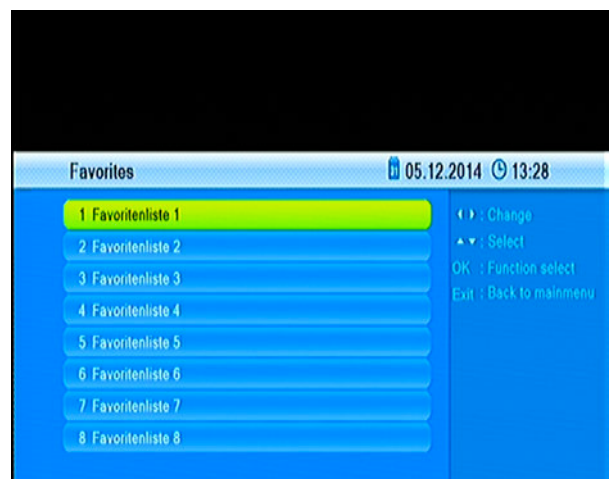 Favorites 05.12.2014 13:28
1 Favoritenliste 1
2 Favoritenliste 2
3 Favoritenliste 3
4 Favoritenliste 4
5 Favoritenliste 5
6 Favoritenliste 6
7 Favoritenliste 7
8 Favoritenliste 8
: Change
: Select
OK : Function select
Exit : Back to mainmenu